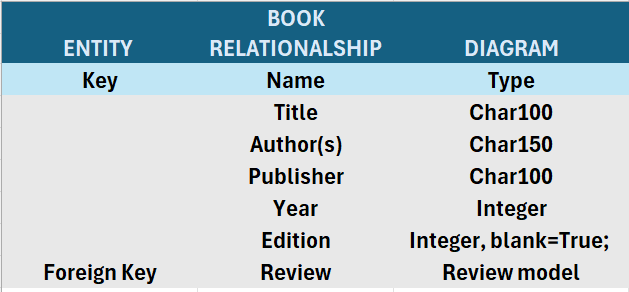 BOOK
ENTITY RELATIONALSHIP DIAGRAM
Key Name Type
Title Char100
Author(s) Char150
Publisher Char100
Year Integer
Edition Integer, blank=True;
Foreign Key Review Review model